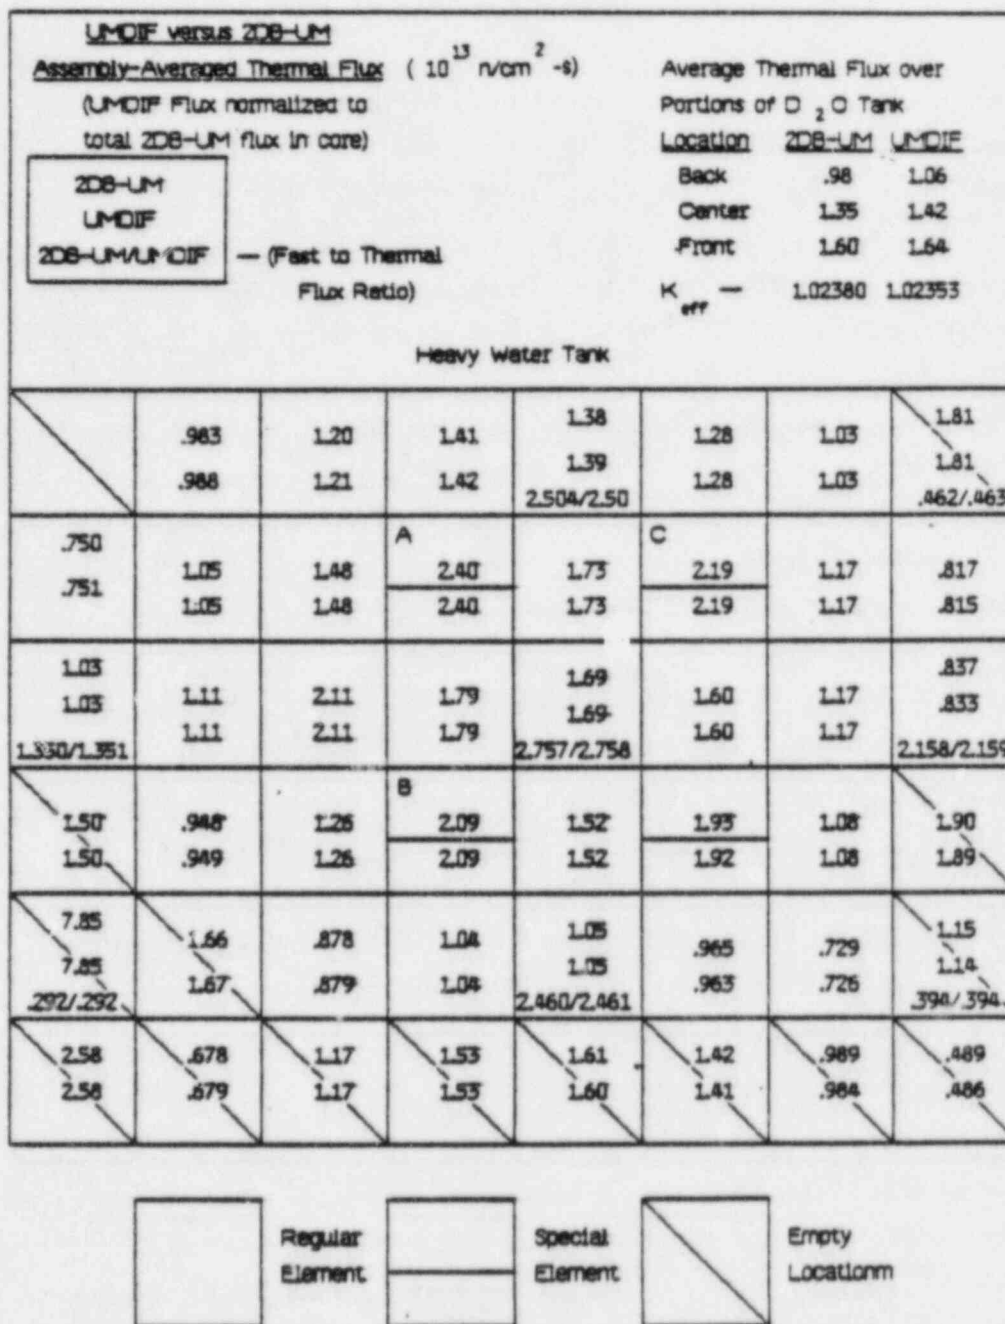 UMDIF versus 2DB-UM
Assembly-Averaged Thermal Flux ( 10^13 n/cm^2 -s)
(UMDIF Flux normalized to
total 2DB-UM flux in core)
2DB-UM
UMDIF
2DB-UM/UMDIF — (Fast to Thermal
Flux Ratio)
Average Thermal Flux over
Portions of D_2O Tank
Location 2DB-UM UMDIF
Back .98 1.06
Center 1.35 1.42
Front 1.60 1.64
K_eff — 1.02380 1.02353
Heavy Water Tank
.983 1.20 1.41 1.38 1.28 1.03 1.81
.988 1.21 1.42 1.39 1.28 1.03 1.81
2.504/2.50 .462/.463
A C
.750 1.05 1.48 2.40 1.73 2.19 1.17 .817
.751 1.05 1.48 2.40 1.73 2.19 1.17 .815
1.03 1.11 2.11 1.79 1.69 1.60 1.17 .837
1.03 1.11 2.11 1.79 1.69 1.60 1.17 .833
1.350/1.351 2.757/2.758 2.158/2.159
B
1.50 .948 1.26 2.09 1.52 1.93 1.08 1.90
1.50 .949 1.26 2.09 1.52 1.92 1.08 1.89
7.85 1.66 .878 1.04 1.05 .965 .729 1.15
7.85 1.67 .879 1.04 1.05 .963 .726 1.14
.292/.292 2.460/2.461 .394/.394
2.58 .678 1.17 1.53 1.61 1.42 .989 .489
2.58 .679 1.17 1.53 1.60 1.41 .984 .486
Regular
Element
Special
Element
Empty
Locationm